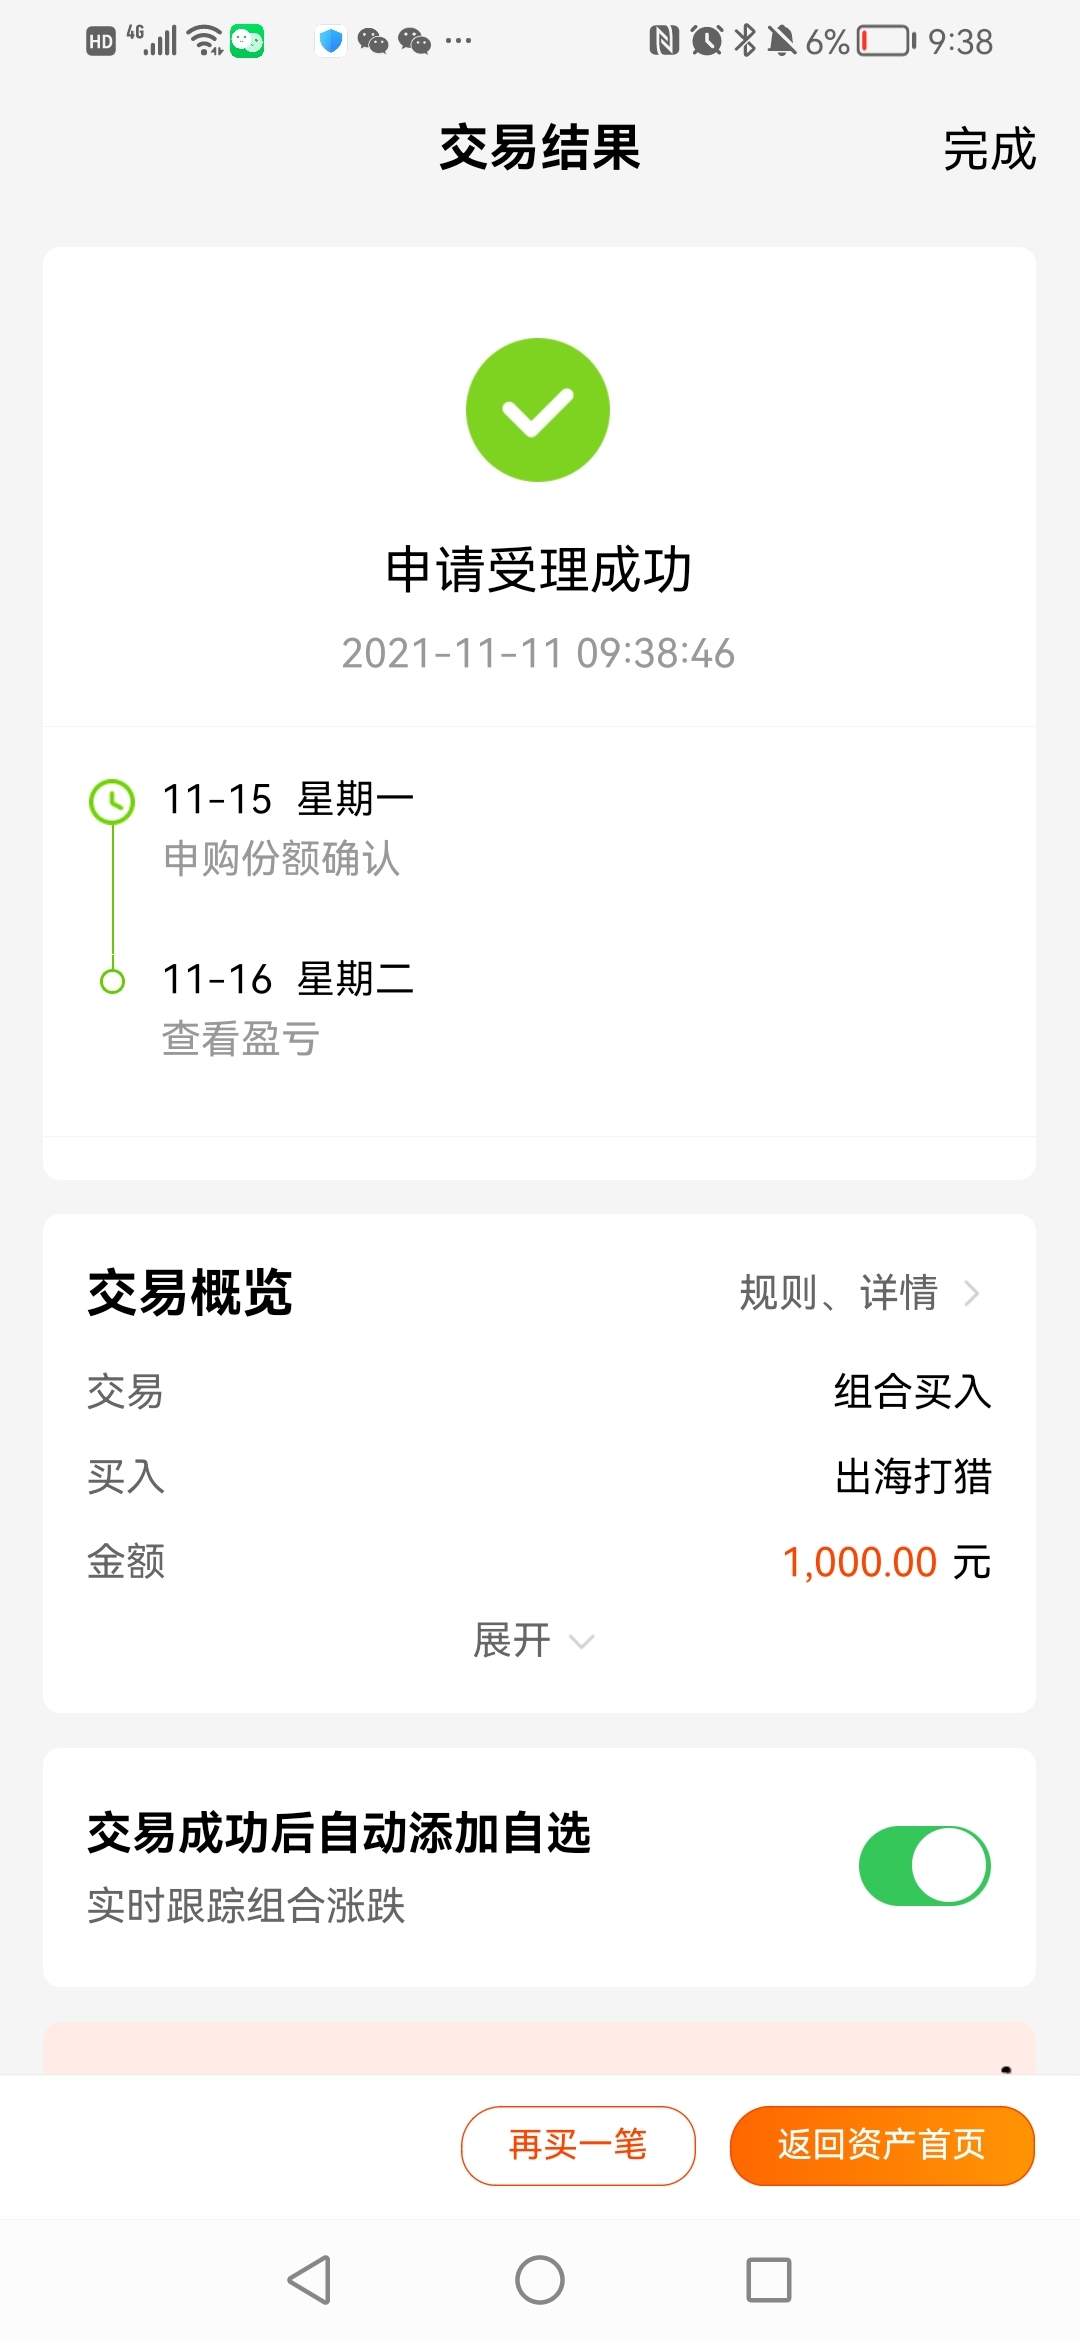 HD 4G 6% 9:38
交易结果 完成
申请受理成功
2021-11-11 09:38:46
11-15 星期一
申购份额确认
11-16 星期二
查看盈亏
交易概览 规则、详情
交易 组合买入
买入 出海打猎
金额 1,000.00 元
展开
交易成功后自动添加自选
实时跟踪组合涨跌
再买一笔 返回资产首页